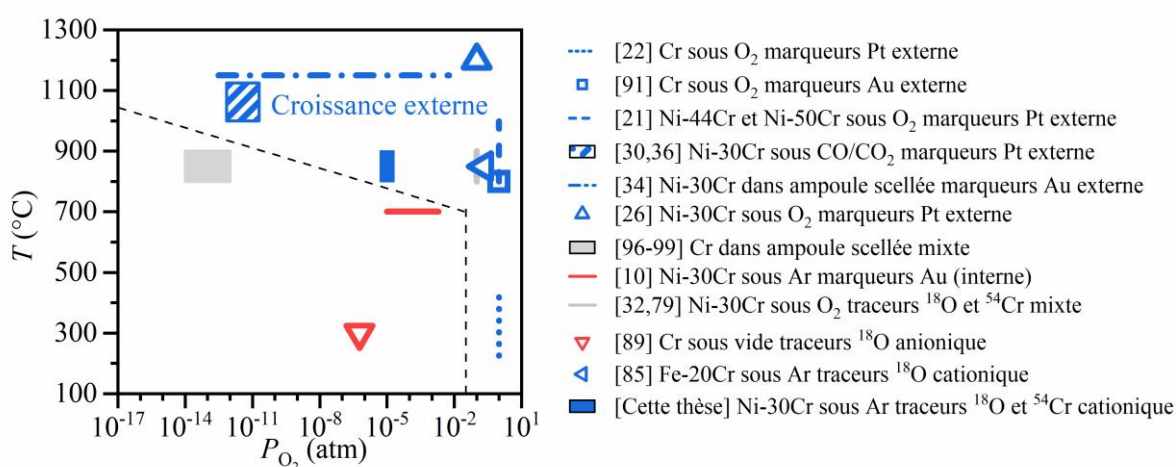 1300
1100
900
700
500
300
100
T (°C)
Croissance externe
10⁻¹⁷ 10⁻¹⁴ 10⁻¹¹ 10⁻⁸ 10⁻⁵ 10⁻² 10¹
P_O₂ (atm)
[22] Cr sous O₂ marqueurs Pt externe
[91] Cr sous O₂ marqueurs Au externe
[21] Ni-44Cr et Ni-50Cr sous O₂ marqueurs Pt externe
[30,36] Ni-30Cr sous CO/CO₂ marqueurs Pt externe
[34] Ni-30Cr dans ampoule scellée marqueurs Au externe
[26] Ni-30Cr sous O₂ marqueurs Pt externe
[96-99] Cr dans ampoule scellée mixte
[10] Ni-30Cr sous Ar marqueurs Au (interne)
[32,79] Ni-30Cr sous O₂ traceurs ¹⁸O et ⁵⁴Cr mixte
[89] Cr sous vide traceurs ¹⁸O anionique
[85] Fe-20Cr sous Ar traceurs ¹⁸O cationique
[Cette thèse] Ni-30Cr sous Ar traceurs ¹⁸O et ⁵⁴Cr cationique